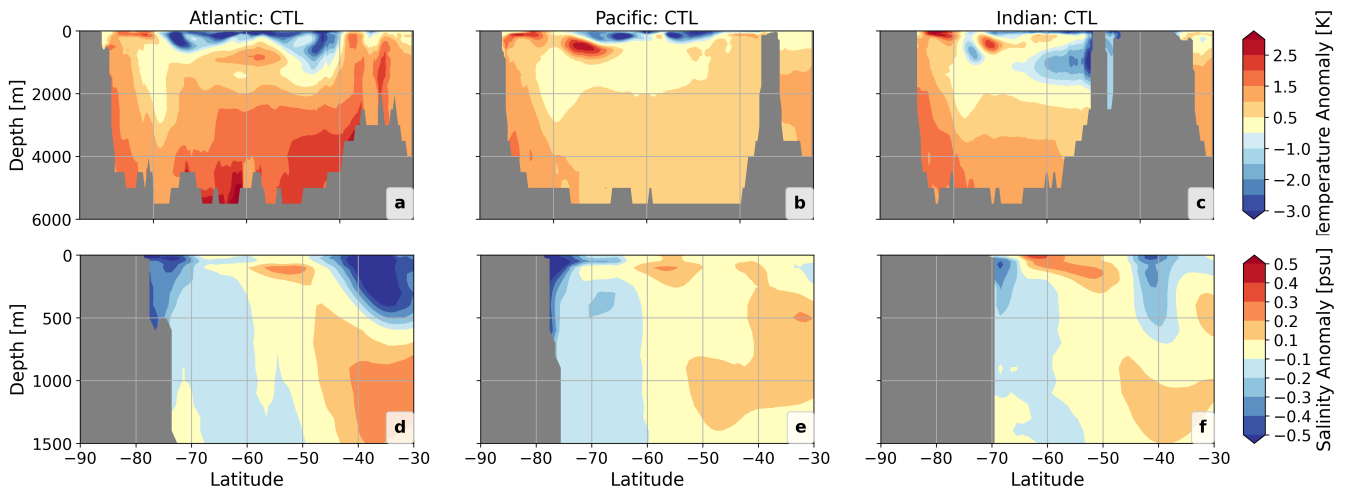 Atlantic: CTL
Pacific: CTL
Indian: CTL
0
2000
4000
6000
Depth [m]
a
b
c
2.5
1.5
0.5
−1.0
−2.0
−3.0
Temperature Anomaly [K]
0
500
1000
1500
Depth [m]
d
e
f
−90 −80 −70 −60 −50 −40 −30
−90 −80 −70 −60 −50 −40 −30
−90 −80 −70 −60 −50 −40 −30
Latitude
Latitude
Latitude
0.5
0.4
0.3
0.2
0.1
−0.1
−0.2
−0.3
−0.4
−0.5
Salinity Anomaly [psu]